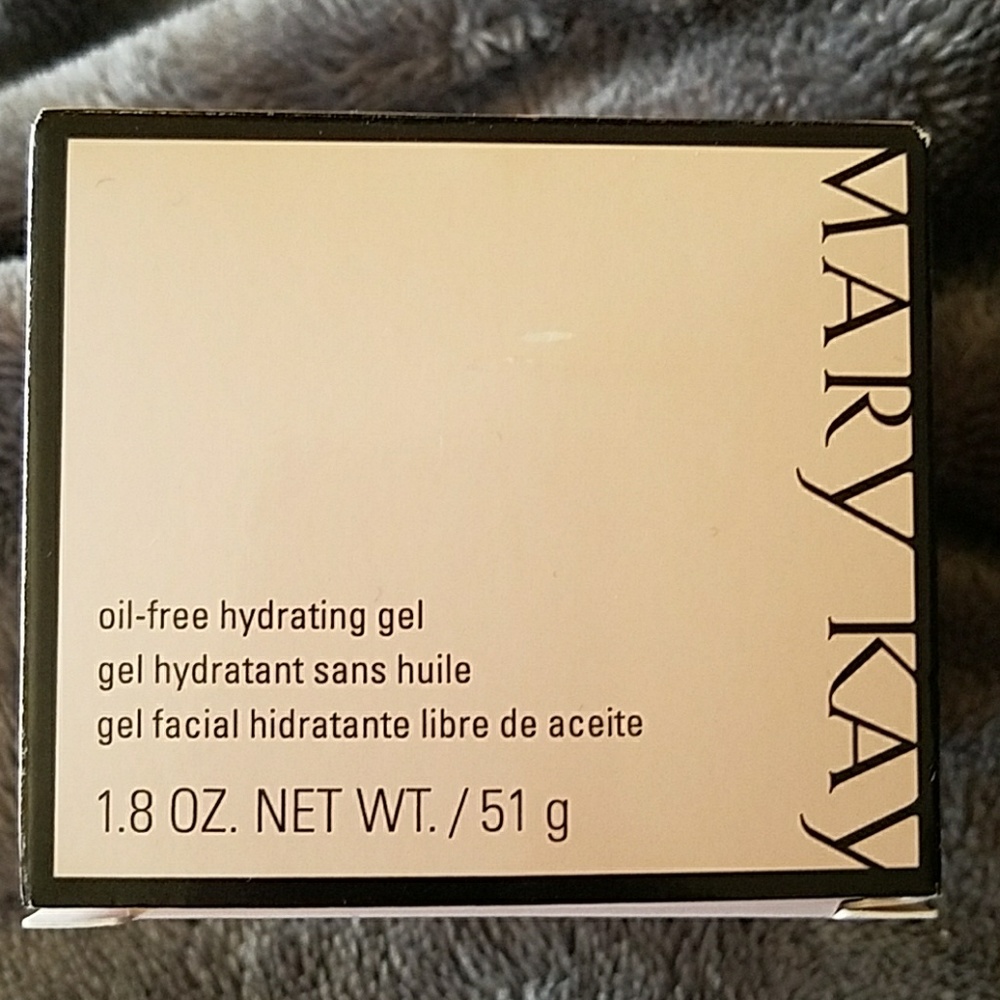 MARY KAY
oil-free hydrating gel
gel hydratant sans huile
gel facial hidratante libre de aceite
1.8 OZ. NET WT. / 51 g